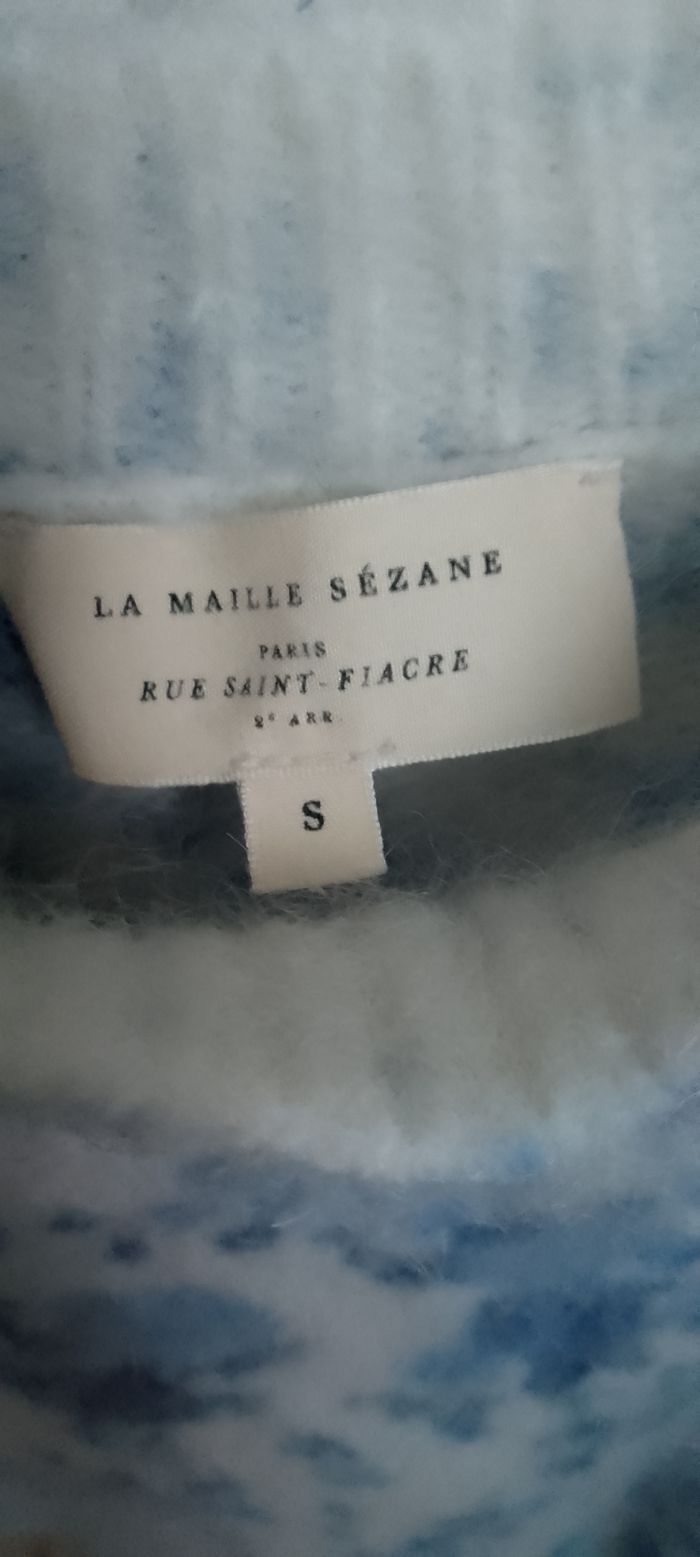 LA MAILLE SÉZANE
PARIS
RUE SAINT-FIACRE
2e ARR.
S